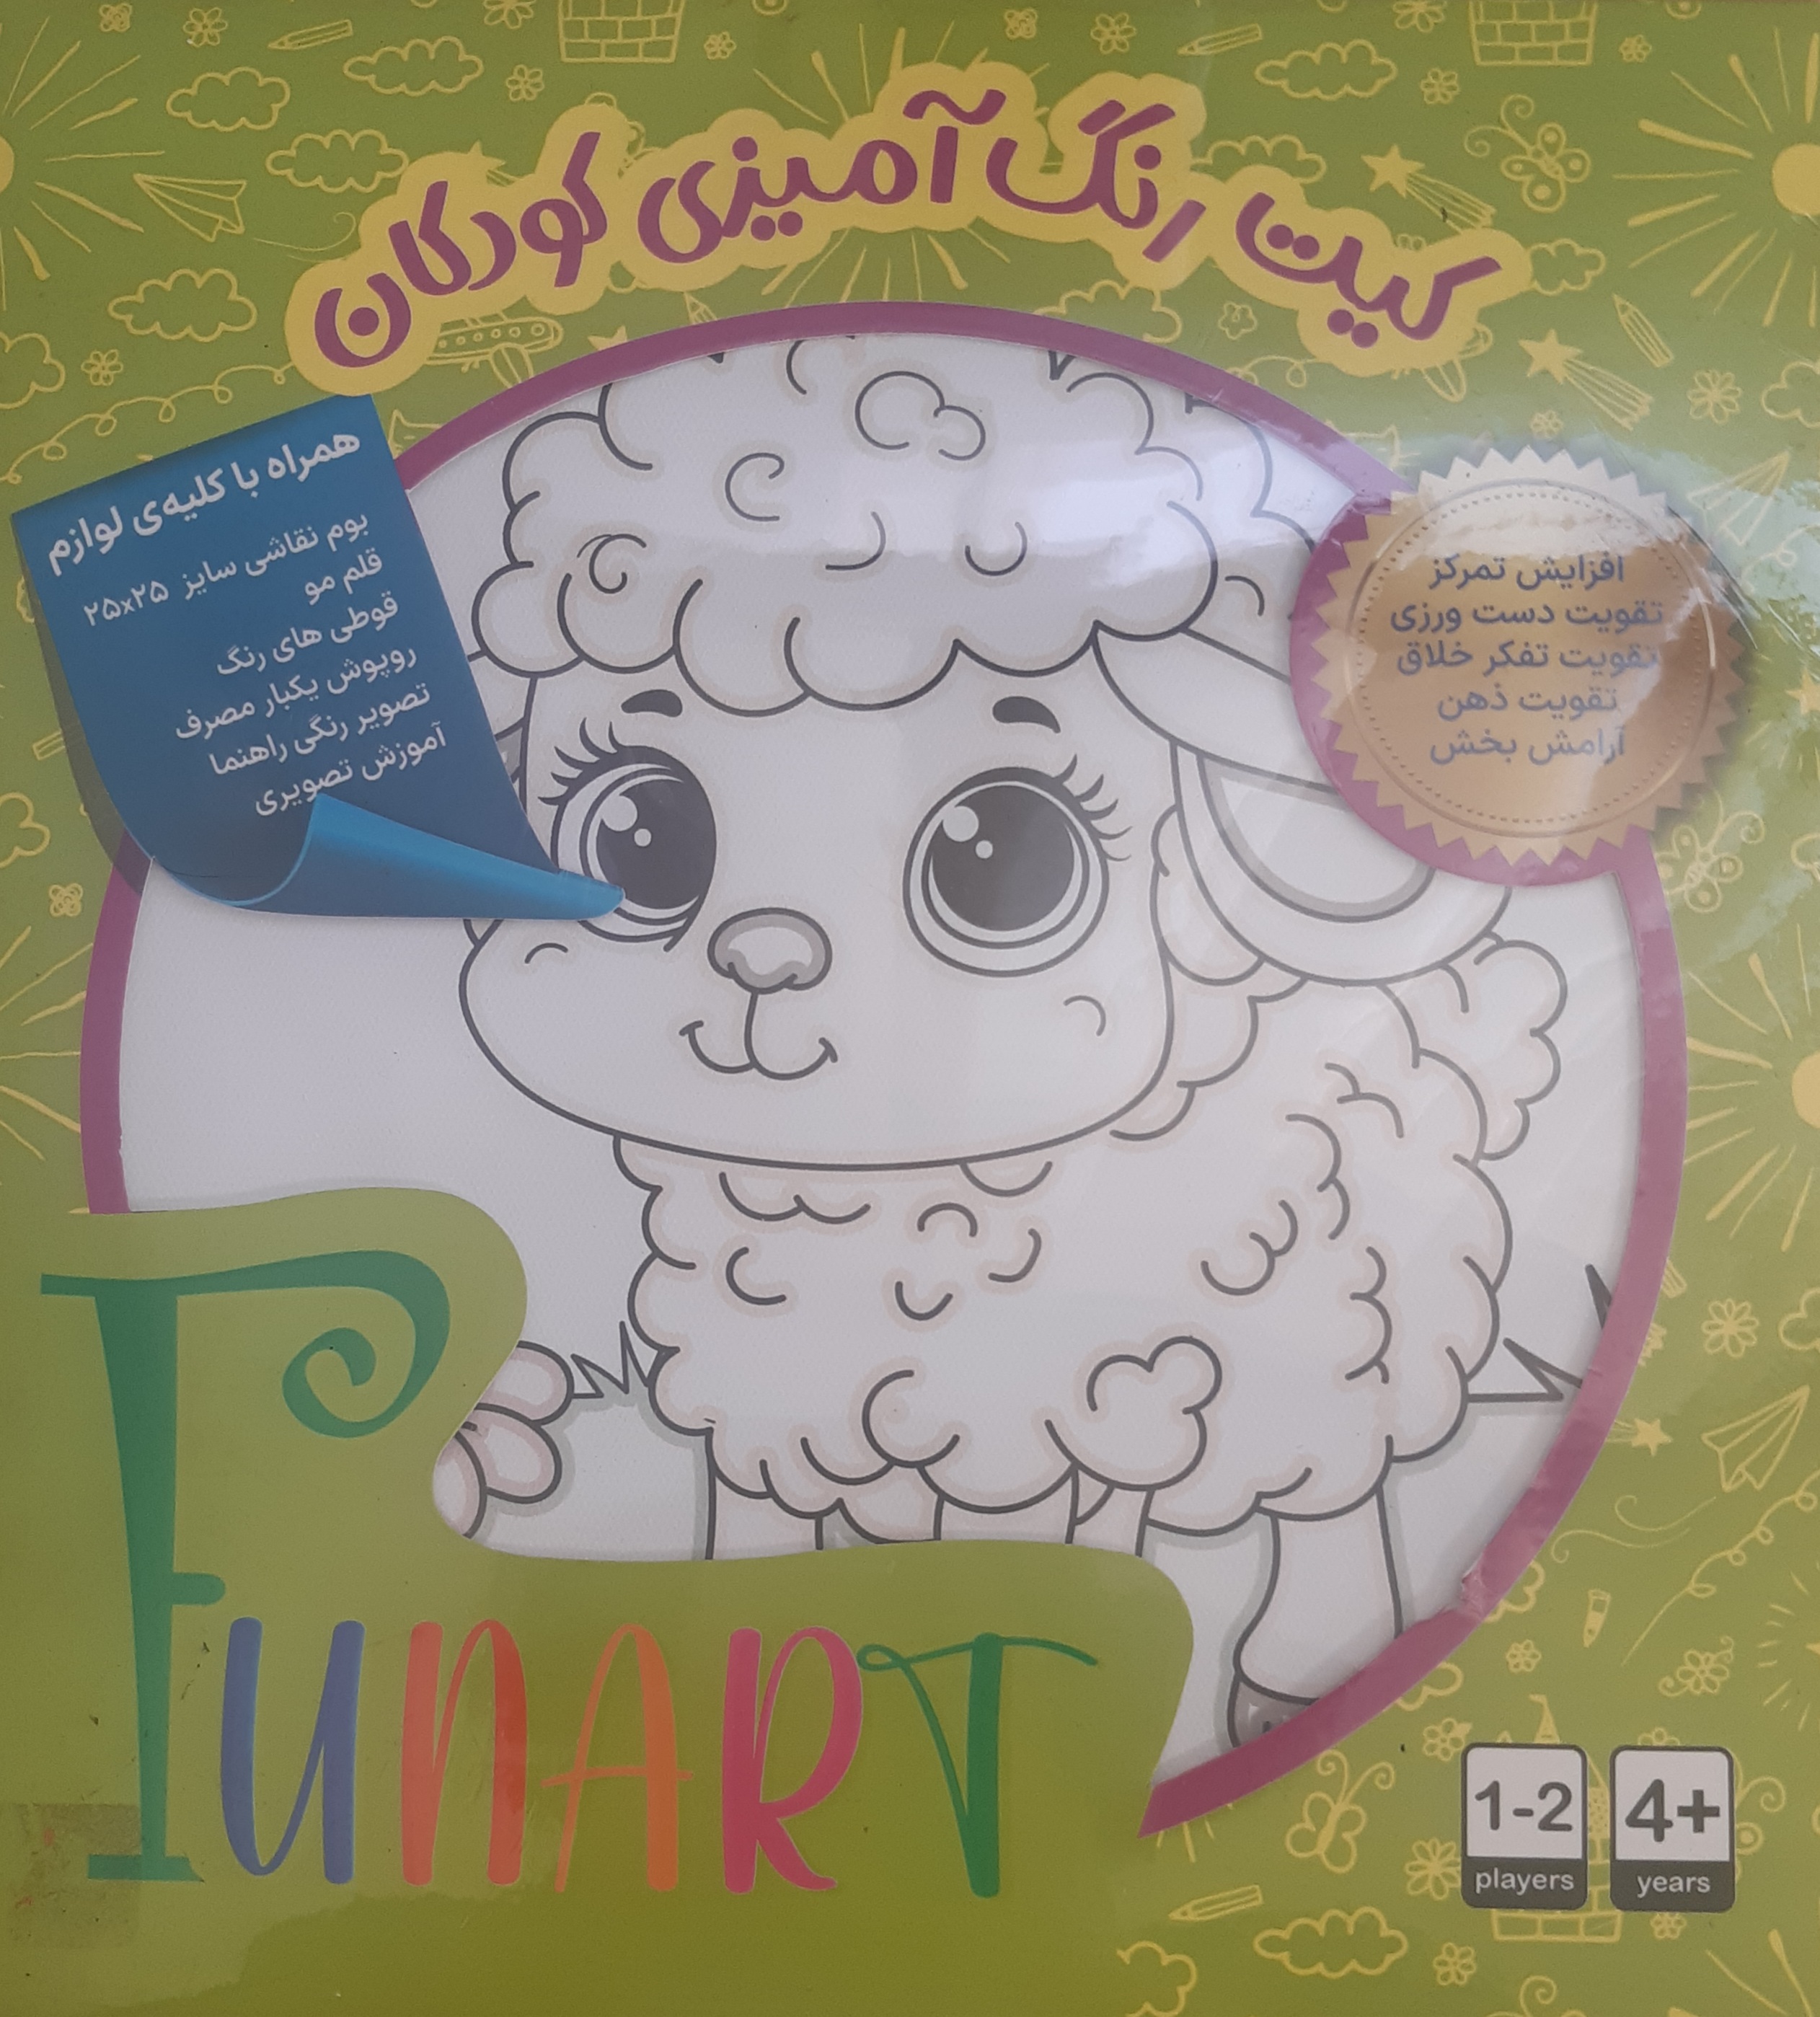 کیت رنگ آمیزی کودکان
همراه با کلیه‌ی لوازم
بوم نقاشی سایز ۲۵x۲۵
قلم مو
قوطی های رنگ
روپوش یکبار مصرف
تصویر رنگی راهنما
آموزش تصویری
افزایش تمرکز
تقویت دست ورزی
تقویت تفکر خلاق
تقویت ذهن
آرامش بخش
FUNART
1-2
players
4+
years